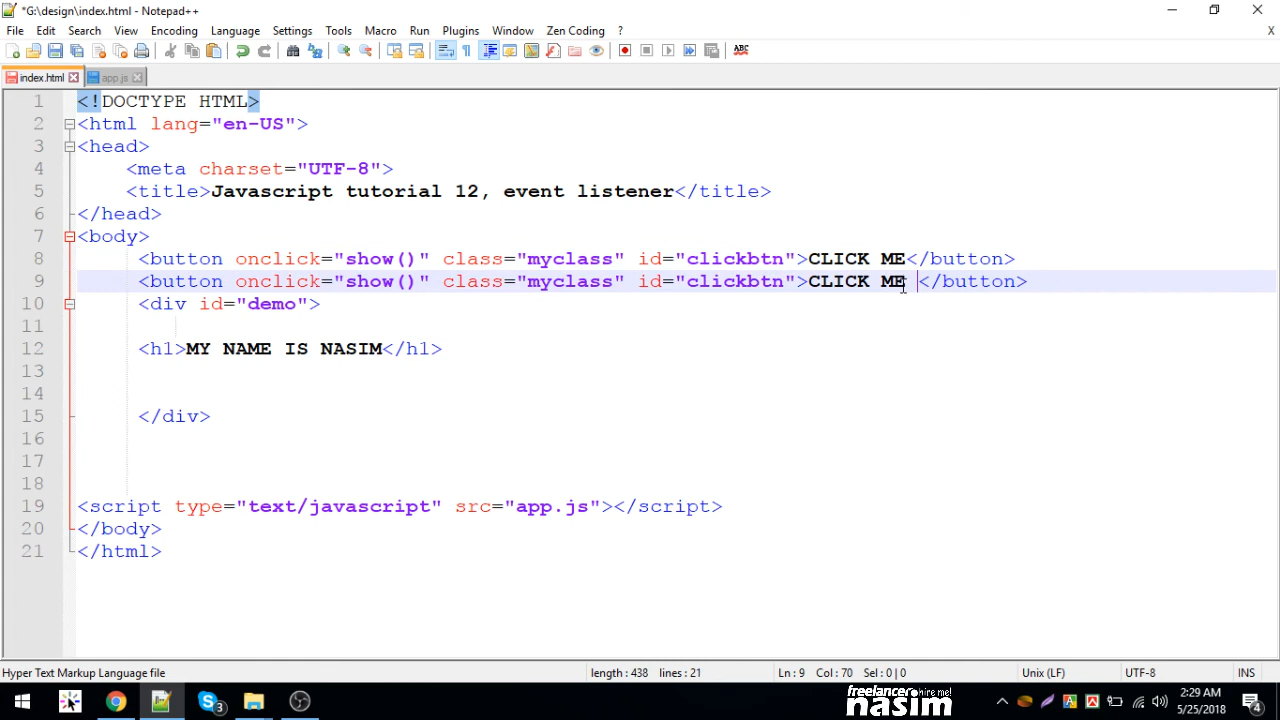 *G:\design\index.html - Notepad++
File Edit Search View Encoding Language Settings Tools Macro Run Plugins Window Zen Coding ? X
ABC
index.html app.js
1 <!DOCTYPE HTML>
2 <html lang="en-US">
3 <head>
4 <meta charset="UTF-8">
5 <title>Javascript tutorial 12, event listener</title>
6 </head>
7 <body>
8 <button onclick="show()" class="myclass" id="clickbtn">CLICK ME</button>
9 <button onclick="show()" class="myclass" id="clickbtn">CLICK ME </button>
10 <div id="demo">
11
12 <h1>MY NAME IS NASIM</h1>
13
14
15 </div>
16
17
18
19 <script type="text/javascript" src="app.js"></script>
20 </body>
21 </html>
Hyper Text Markup Language file length : 438 lines : 21 Ln : 9 Col : 70 Sel : 0 | 0 Unix (LF) UTF-8 INS
3
freelancer hire me!
nasim
2:29 AM
5/25/2018
4